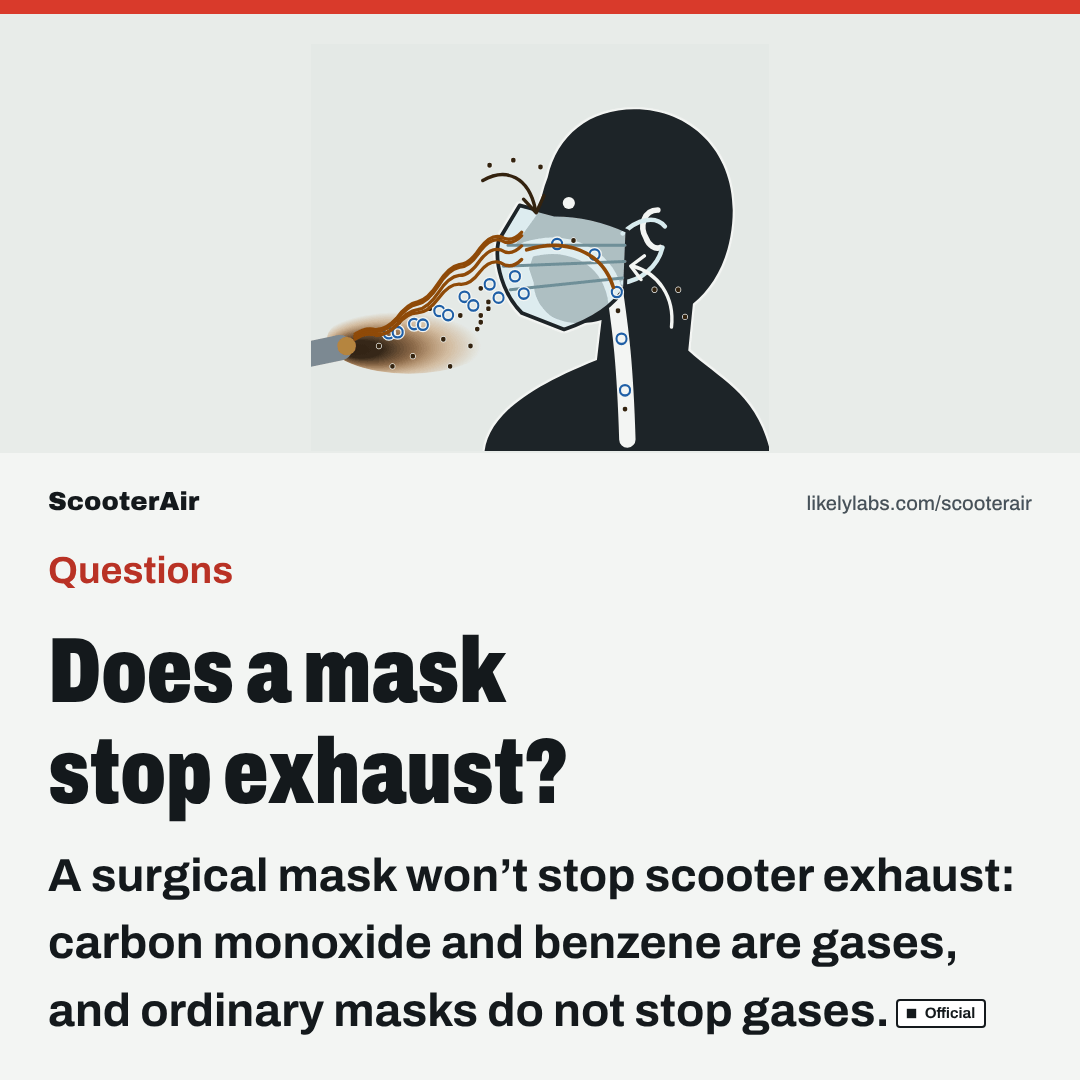 ScooterAir
likelylabs.com/scooterair
Questions
Does a mask
stop exhaust?
A surgical mask won’t stop scooter exhaust:
carbon monoxide and benzene are gases,
and ordinary masks do not stop gases. Official